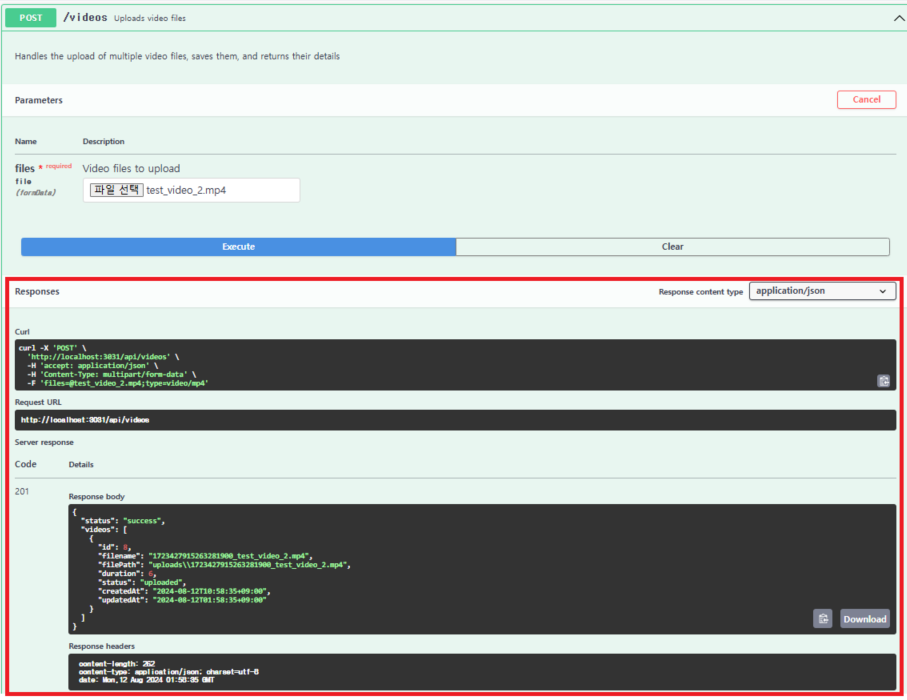 POST /videos Uploads video files
Handles the upload of multiple video files, saves them, and returns their details
Parameters
Cancel
Name Description
files * required Video files to upload
file
(formData)
파일 선택 test_video_2.mp4
Execute Clear
Responses
Response content type application/json
Curl
curl -X 'POST' \
'http://localhost:3031/api/videos' \
-H 'accept: application/json' \
-H 'Content-Type: multipart/form-data' \
-F 'files=@test_video_2.mp4;type=video/mp4'
Request URL
http://localhost:3031/api/videos
Server response
Code Details
201
Response body
{
"status": "success",
"videos": [
{
"id": 8,
"filename": "1723427915263281900_test_video_2.mp4",
"filePath": "uploads\\1723427915263281900_test_video_2.mp4",
"duration": 6,
"status": "uploaded",
"createdAt": "2024-08-12T10:58:35+09:00",
"updatedAt": "2024-08-12T01:58:35+09:00"
}
]
}
Download
Response headers
content-length: 262
content-type: application/json; charset=utf-8
date: Mon,12 Aug 2024 01:58:35 GMT